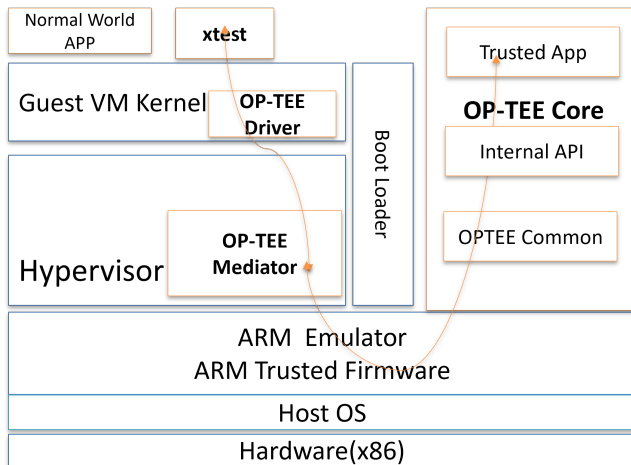 Normal World
APP
xtest
Trusted App
Guest VM Kernel
OP-TEE
Driver
OP-TEE Core
Internal API
Boot Loader
OPTEE Common
Hypervisor
OP-TEE
Mediator
ARM  Emulator
ARM Trusted Firmware
Host OS
Hardware(x86)